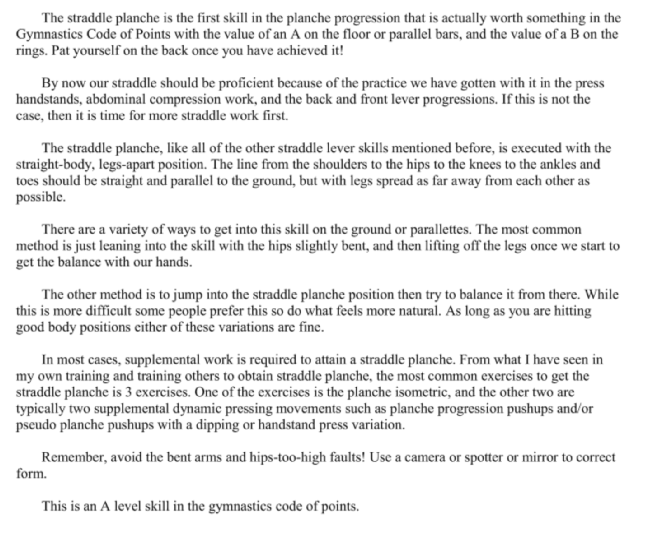 The straddle planche is the first skill in the planche progression that is actually worth something in the
Gymnastics Code of Points with the value of an A on the floor or parallel bars, and the value of a B on the
rings. Pat yourself on the back once you have achieved it!
By now our straddle should be proficient because of the practice we have gotten with it in the press
handstands, abdominal compression work, and the back and front lever progressions. If this is not the
case, then it is time for more straddle work first.
The straddle planche, like all of the other straddle lever skills mentioned before, is executed with the
straight-body, legs-apart position. The line from the shoulders to the hips to the knees to the ankles and
toes should be straight and parallel to the ground, but with legs spread as far away from each other as
possible.
There are a variety of ways to get into this skill on the ground or parallettes. The most common
method is just leaning into the skill with the hips slightly bent, and then lifting off the legs once we start to
get the balance with our hands.
The other method is to jump into the straddle planche position then try to balance it from there. While
this is more difficult some people prefer this so do what feels more natural. As long as you are hitting
good body positions either of these variations are fine.
In most cases, supplemental work is required to attain a straddle planche. From what I have seen in
my own training and training others to obtain straddle planche, the most common exercises to get the
straddle planche is 3 exercises. One of the exercises is the planche isometric, and the other two are
typically two supplemental dynamic pressing movements such as planche progression pushups and/or
pseudo planche pushups with a dipping or handstand press variation.
Remember, avoid the bent arms and hips-too-high faults! Use a camera or spotter or mirror to correct
form.
This is an A level skill in the gymnastics code of points.